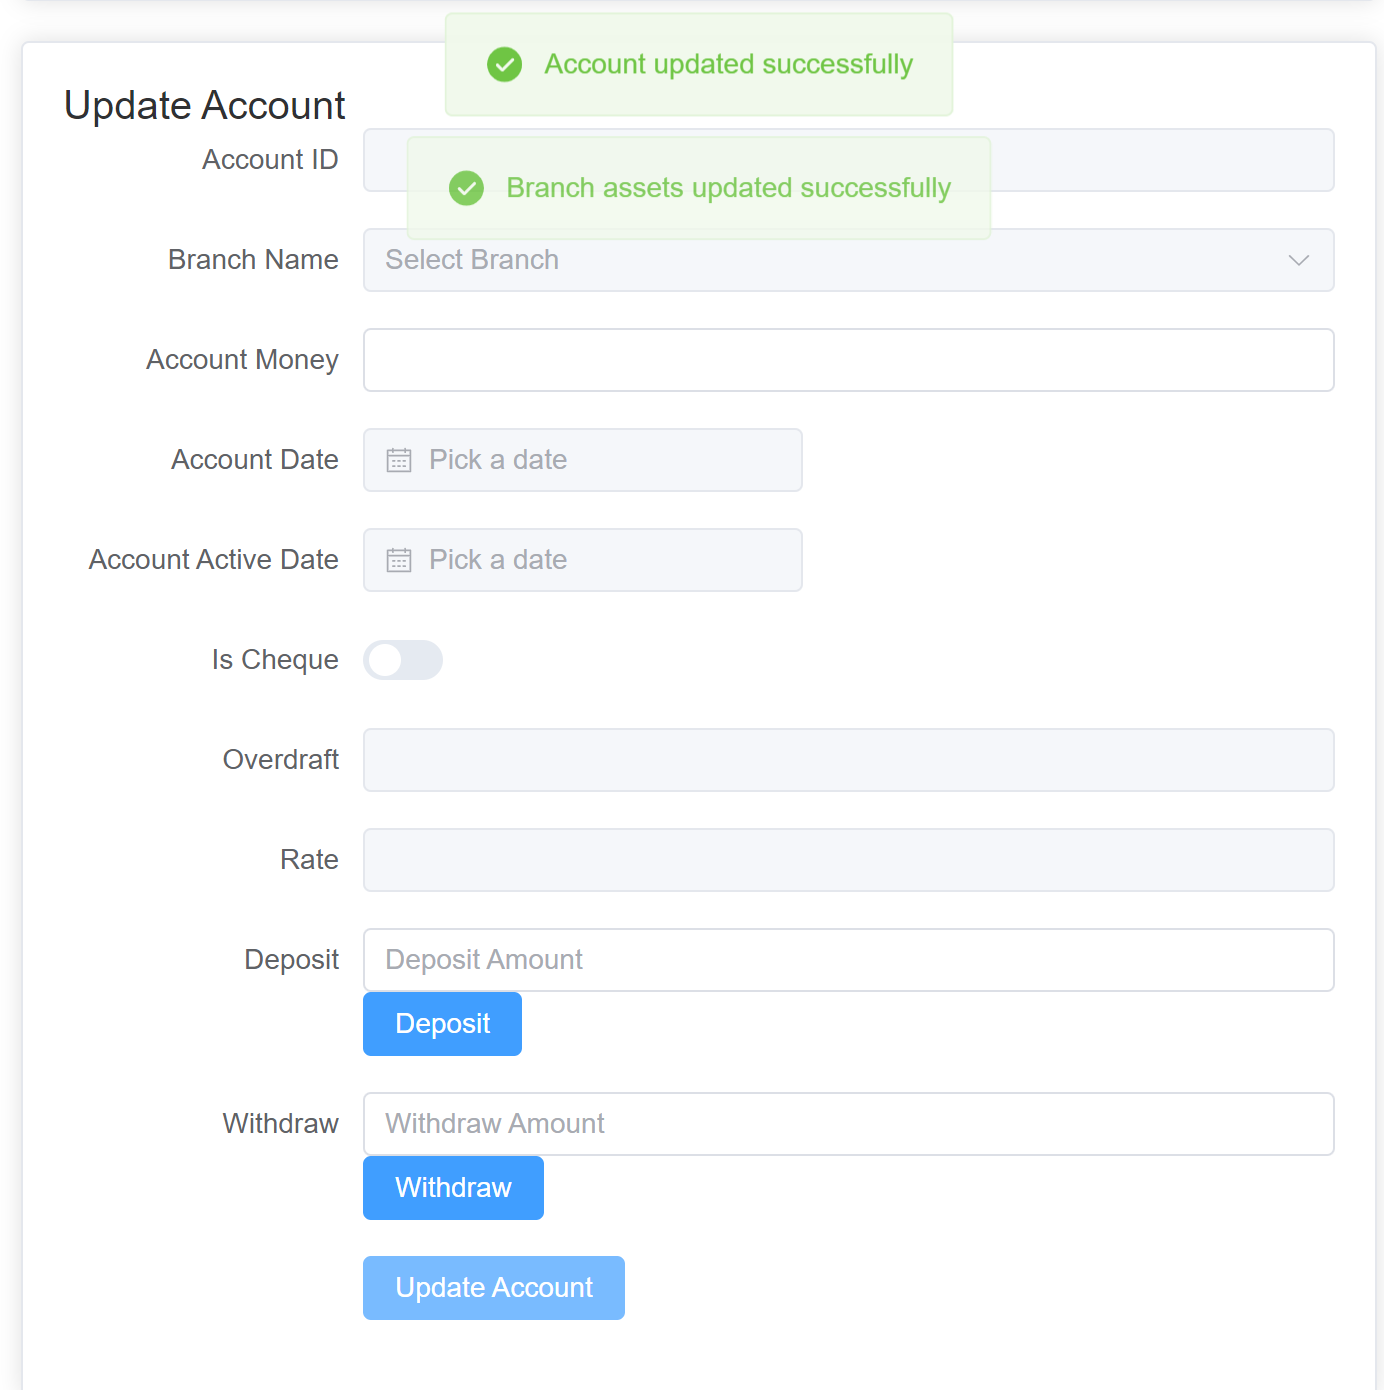 Account updated successfully
Update Account
Account ID
Branch assets updated successfully
Branch Name
Select Branch
Account Money
Account Date
Pick a date
Account Active Date
Pick a date
Is Cheque
Overdraft
Rate
Deposit
Deposit Amount
Deposit
Withdraw
Withdraw Amount
Withdraw
Update Account